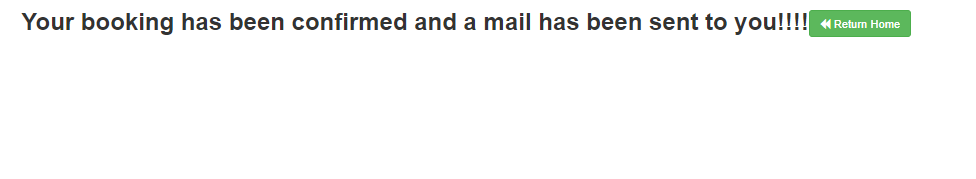 Your booking has been confirmed and a mail has been sent to you!!!! Return Home